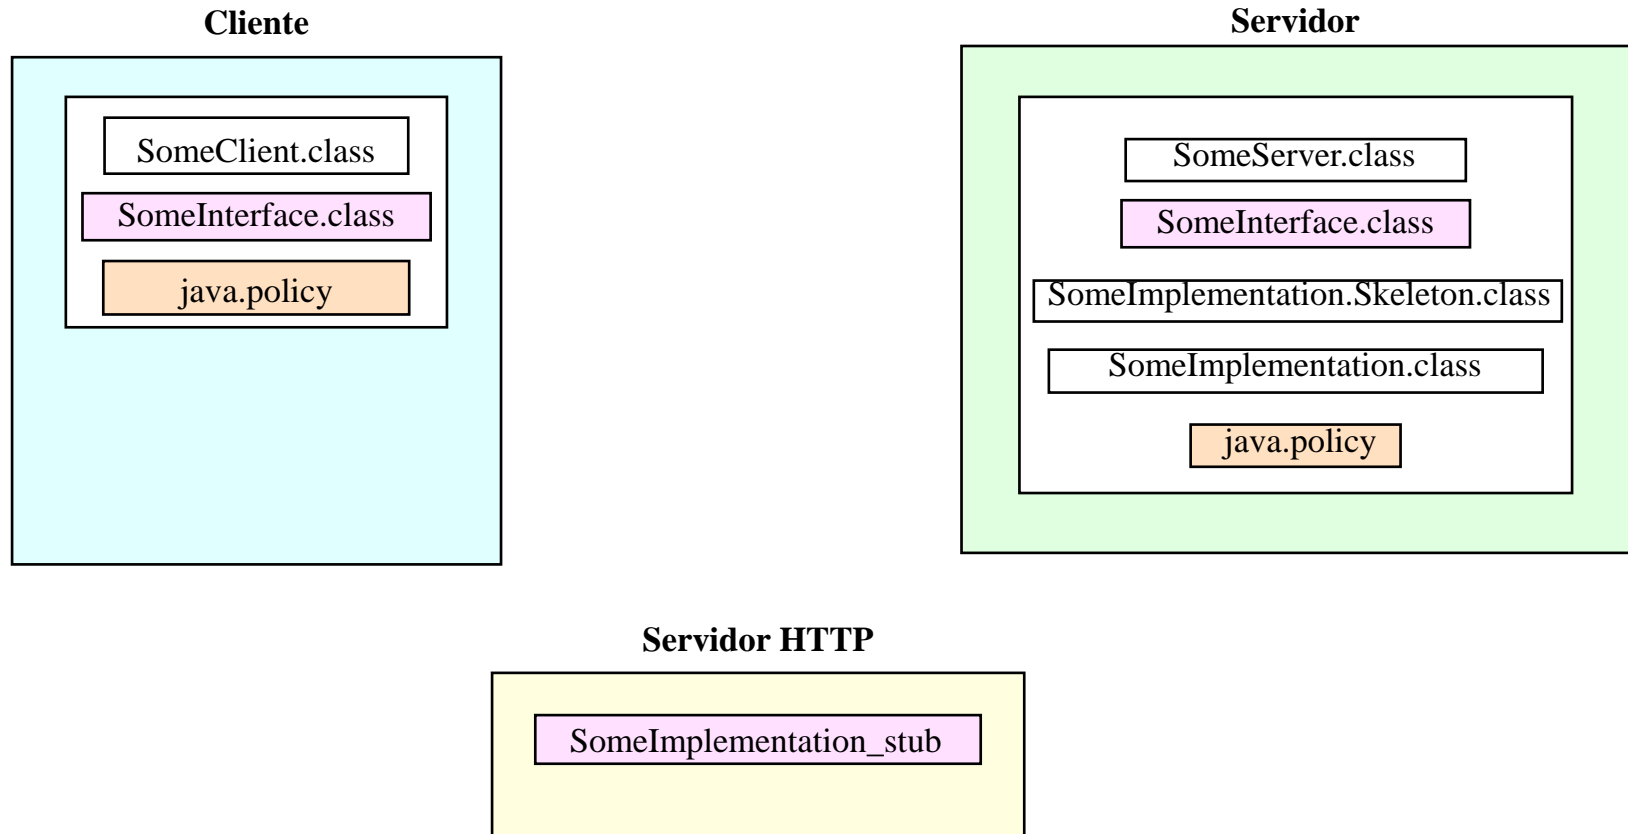 Cliente
SomeClient.class
SomeInterface.class
java.policy
Servidor
SomeServer.class
SomeInterface.class
SomeImplementation.Skeleton.class
SomeImplementation.class
java.policy
Servidor HTTP
SomeImplementation_stub